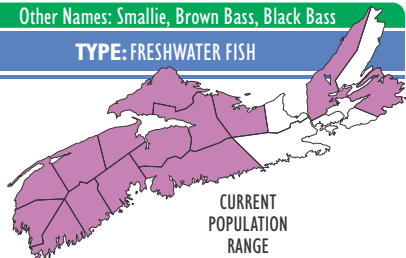 Other Names: Smallie, Brown Bass, Black Bass
TYPE: FRESHWATER FISH
CURRENT
POPULATION
RANGE